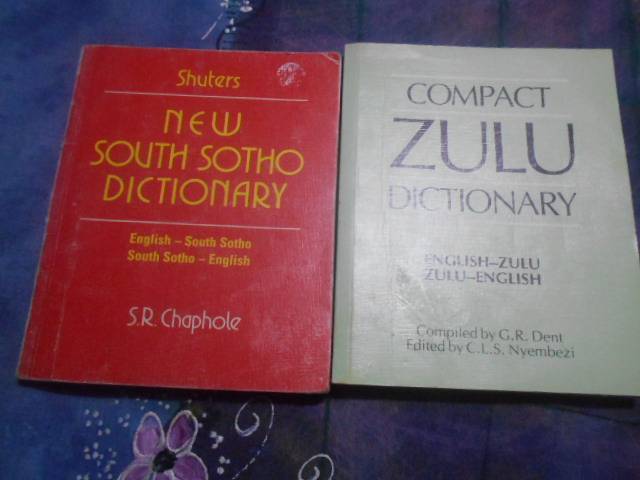 Shuters
NEW
SOUTH SOTHO
DICTIONARY
English – South Sotho
South Sotho – English
S.R. Chaphole
COMPACT
ZULU
DICTIONARY
ENGLISH–ZULU
ZULU–ENGLISH
Compiled by G.R. Dent
Edited by C.L.S. Nyembezi